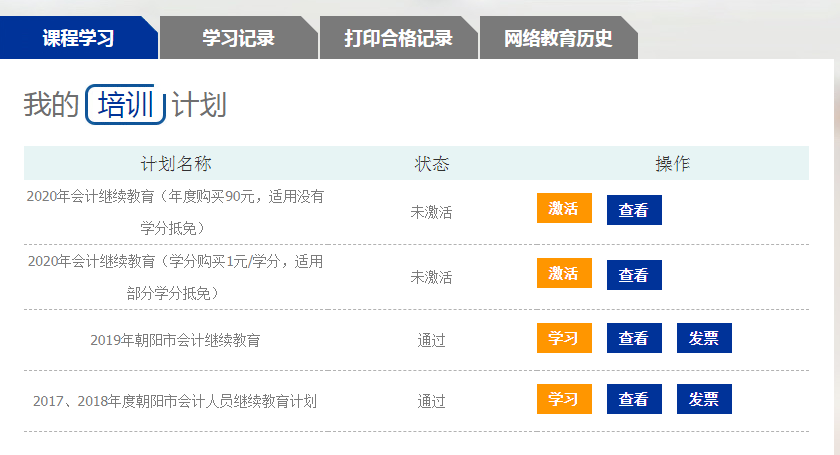 课程学习 学习记录 打印合格记录 网络教育历史
我的 培训 计划
计划名称 状态 操作
2020年会计继续教育（年度购买90元，适用没有
学分抵免） 未激活 激活 查看
2020年会计继续教育（学分购买1元/学分，适用
部分学分抵免） 未激活 激活 查看
2019年朝阳市会计继续教育 通过 学习 查看 发票
2017、2018年度朝阳市会计人员继续教育计划 通过 学习 查看 发票